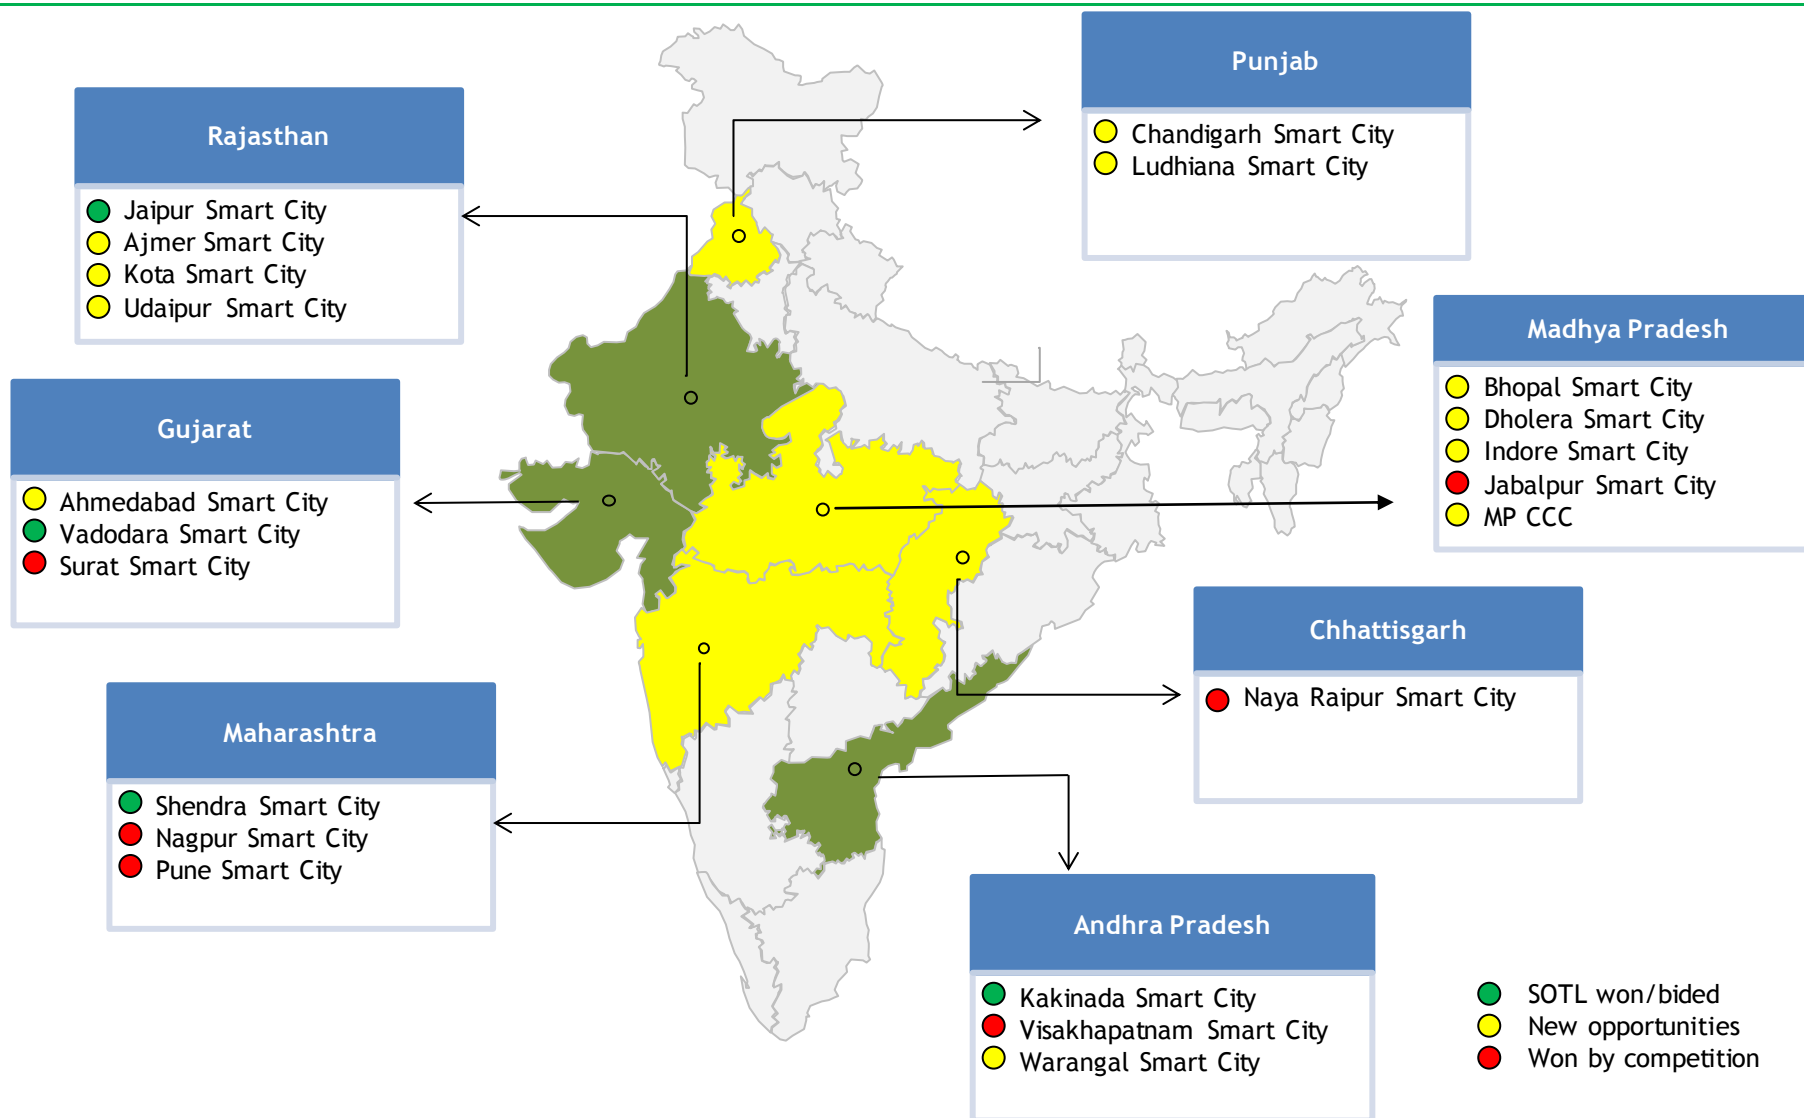 Punjab
Chandigarh Smart City
Ludhiana Smart City
Rajasthan
Jaipur Smart City
Ajmer Smart City
Kota Smart City
Udaipur Smart City
Madhya Pradesh
Bhopal Smart City
Dholera Smart City
Indore Smart City
Jabalpur Smart City
MP CCC
Gujarat
Ahmedabad Smart City
Vadodara Smart City
Surat Smart City
Chhattisgarh
Naya Raipur Smart City
Maharashtra
Shendra Smart City
Nagpur Smart City
Pune Smart City
Andhra Pradesh
Kakinada Smart City
Visakhapatnam Smart City
Warangal Smart City
SOTL won/bided
New opportunities
Won by competition